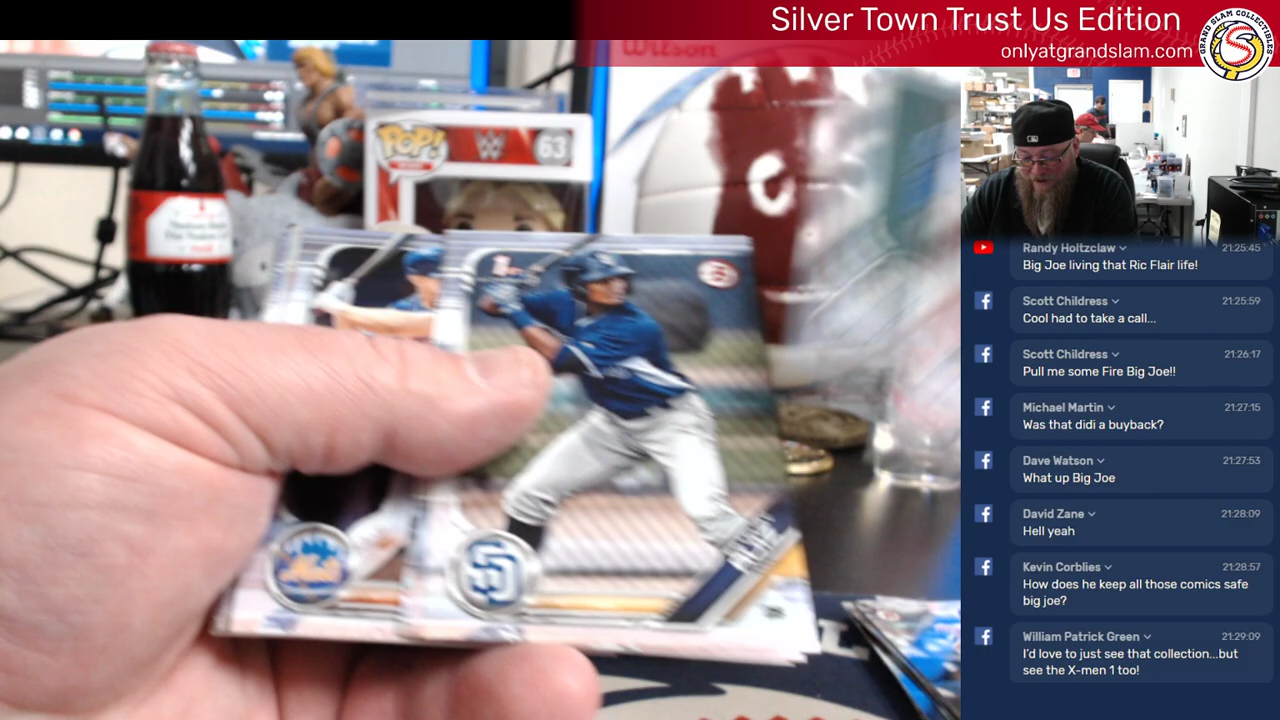 Silver Town Trust Us Edition
onlyatgrandslam.com
GRAND SLAM COLLECTIBLES
Wilson
POP!
W
63
SD
Randy Holtzclaw 21:25:45
Big Joe living that Ric Flair life!
Scott Childress 21:25:59
Cool had to take a call...
Scott Childress 21:26:17
Pull me some Fire Big Joe!!
Michael Martin 21:27:15
Was that didi a buyback?
Dave Watson 21:27:53
What up Big Joe
David Zane 21:28:09
Hell yeah
Kevin Corblies 21:28:57
How does he keep all those comics safe
big joe?
William Patrick Green 21:29:09
I'd love to just see that collection...but
see the X-men 1 too!